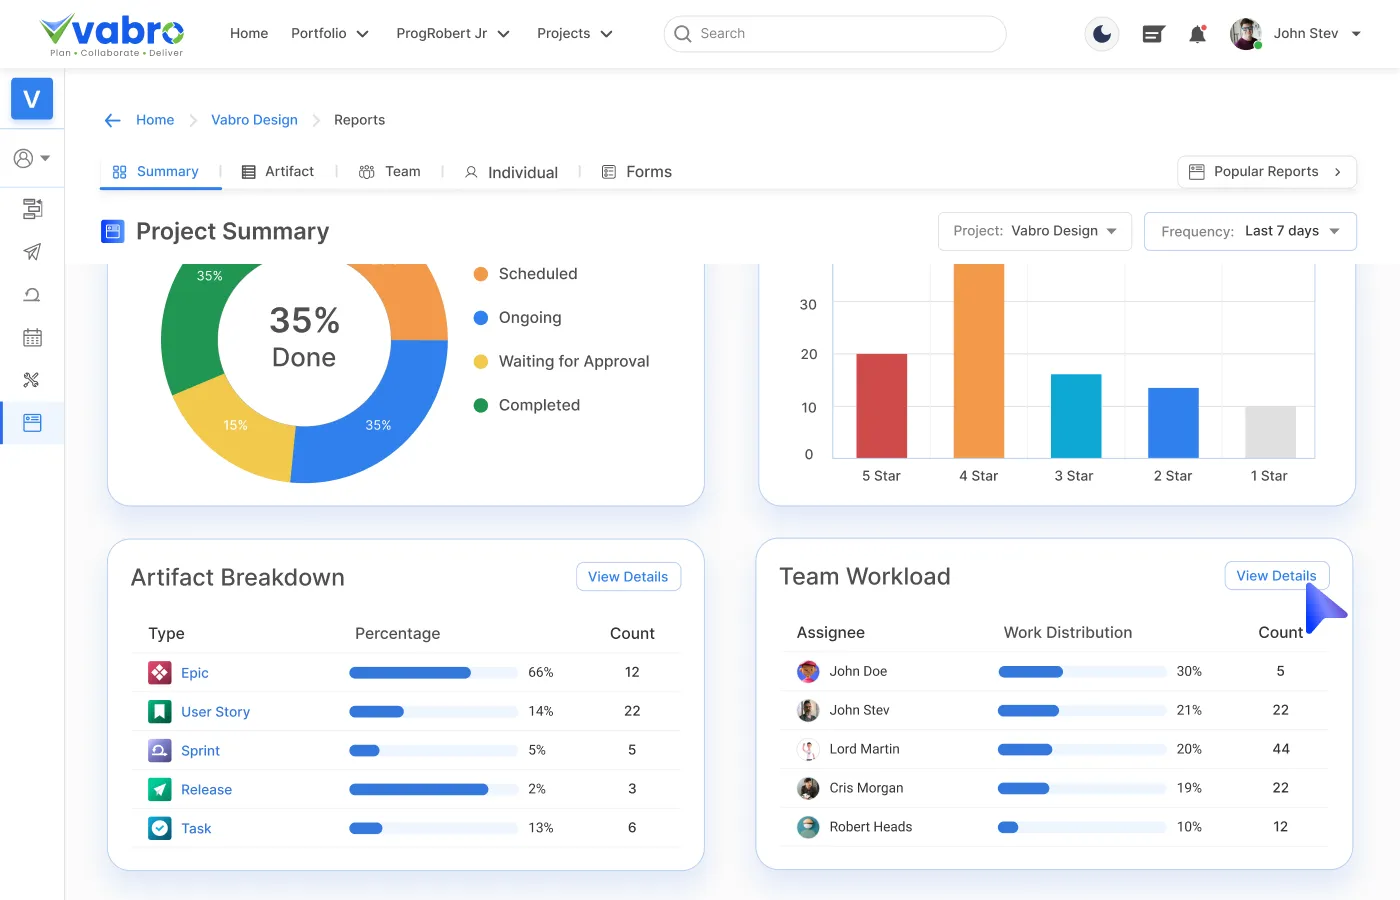 vabro
Plan • Collaborate • Deliver
Home Portfolio ProgRobert Jr Projects Search John Stev
V
Home Vabro Design Reports
Summary Artifact Team Individual Forms Popular Reports
Project Summary Project: Vabro Design Frequency: Last 7 days
35%
Scheduled
35%
Done
Ongoing
Waiting for Approval
Completed
15%
35%
30
20
10
0
5 Star 4 Star 3 Star 2 Star 1 Star
Artifact Breakdown View Details
Type Percentage Count
Epic 66% 12
User Story 14% 22
Sprint 5% 5
Release 2% 3
Task 13% 6
Team Workload View Details
Assignee Work Distribution Count
John Doe 30% 5
John Stev 21% 22
Lord Martin 20% 44
Cris Morgan 19% 22
Robert Heads 10% 12